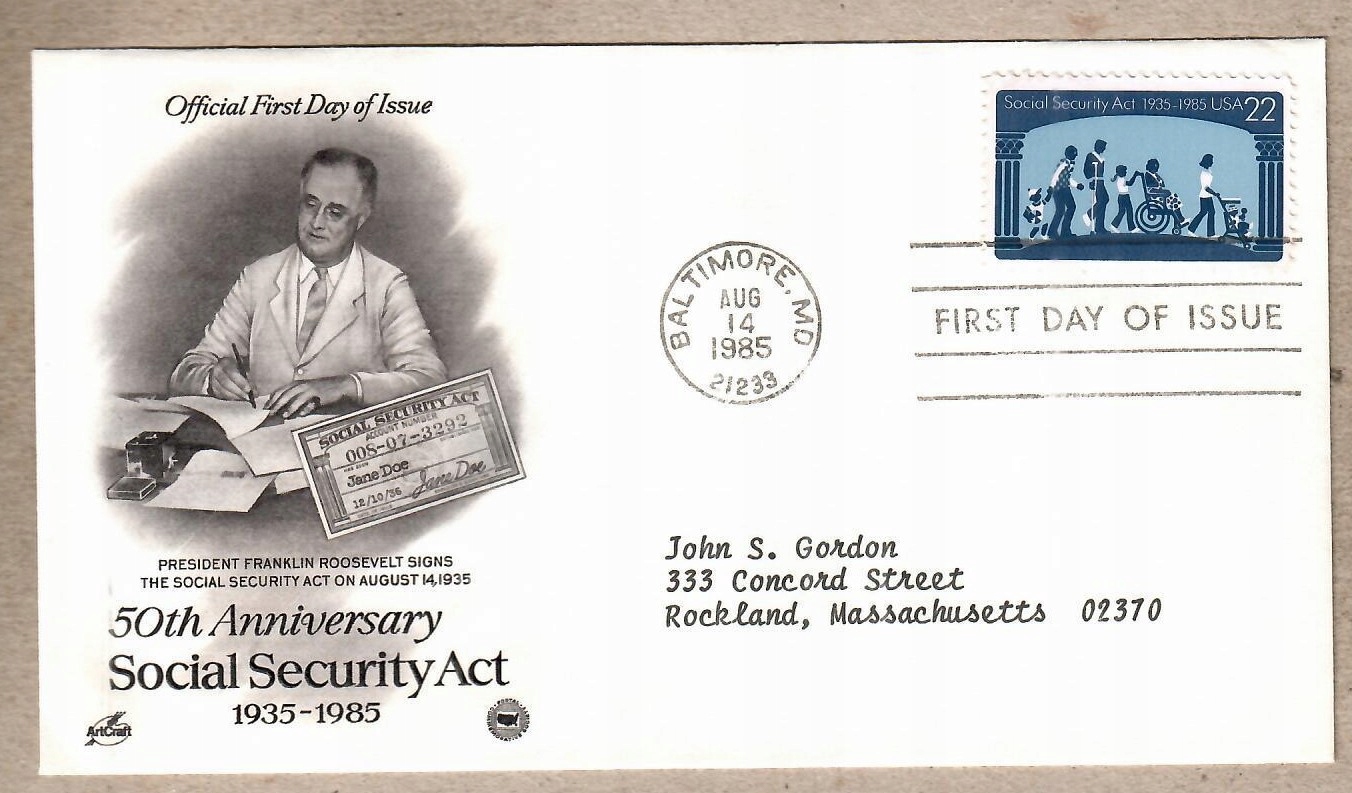 Official First Day of Issue
SOCIAL SECURITY ACT
ACCOUNT NUMBER
008-07-3292
Jane Doe
12/10/36 Jane Doe
PRESIDENT FRANKLIN ROOSEVELT SIGNS
THE SOCIAL SECURITY ACT ON AUGUST 14,1935
50th Anniversary
Social Security Act
1935-1985
ArtCraft
BALTIMORE, MD
AUG
14
1985
21233
Social Security Act 1935-1985 USA 22
FIRST DAY OF ISSUE
John S. Gordon
333 Concord Street
Rockland, Massachusetts 02370